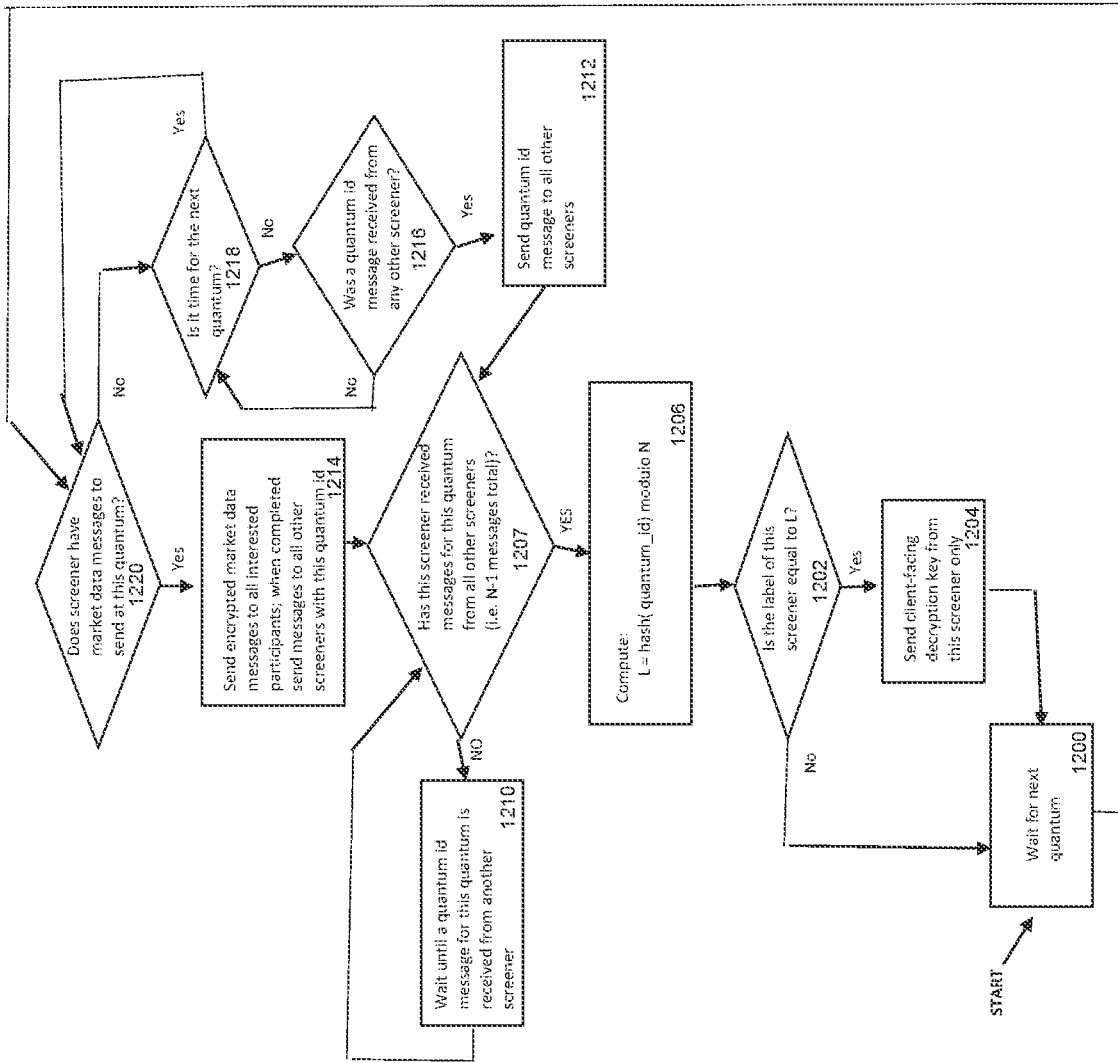 Does screener have
market data messages to
send at this quantum?
1220
No
Yes
Is it time for the next
quantum?
1218
Yes
No
Was a quantum id
message received from
any other screener?
1216
No
Yes
Send quantum id
message to all other
screeners
1212
Send encrypted market data
messages to all interested
participants; when completed
send messages to all other
screeners with this quantum id
1214
Has this screener received
messages for this quantum
from all other screeners
(i.e. N-1 messages total)?
1207
NO
YES
Wait until a quantum id
message for this quantum is
received from another
screener
1210
Compute:
L = hash( quantum_id) modulo N
1206
Is the label of this
screener equal to L?
1202
No
Yes
Send client-facing
decryption key from
this screener only
1204
Wait for next
quantum
1200
START